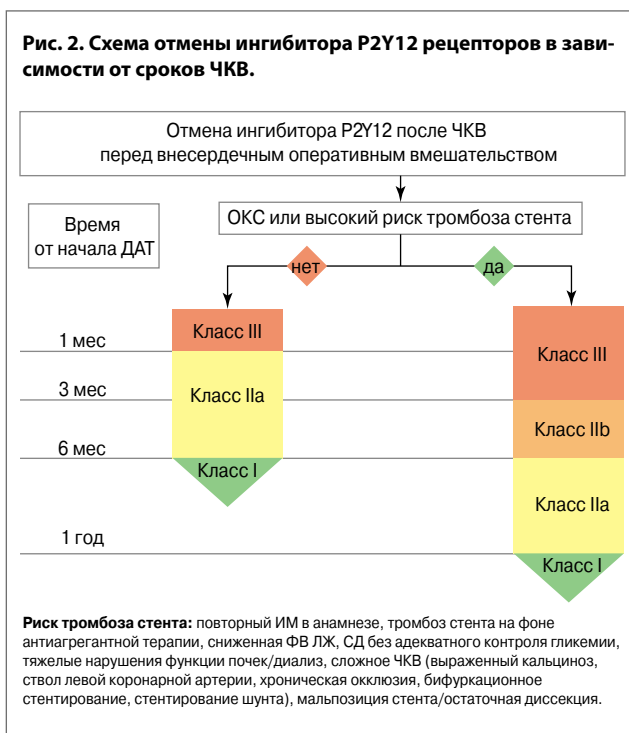 Рис. 2. Схема отмены ингибитора P2Y12 рецепторов в зави-
симости от сроков ЧКВ.
Отмена ингибитора P2Y12 после ЧКВ
перед внесердечным оперативным вмешательством
Время
от начала ДАТ
ОКС или высокий риск тромбоза стента
нет
да
Класс III
Класс III
1 мес
Класс IIa
3 мес
Класс IIb
6 мес
Класс I
Класс IIa
1 год
Класс I
Риск тромбоза стента: повторный ИМ в анамнезе, тромбоз стента на фоне
антиагрегантной терапии, сниженная ФВ ЛЖ, СД без адекватного контроля гликемии,
тяжелые нарушения функции почек/диализ, сложное ЧКВ (выраженный кальциноз,
ствол левой коронарной артерии, хроническая окклюзия, бифуркационное
стентирование, стентирование шунта), мальпозиция стента/остаточная диссекция.